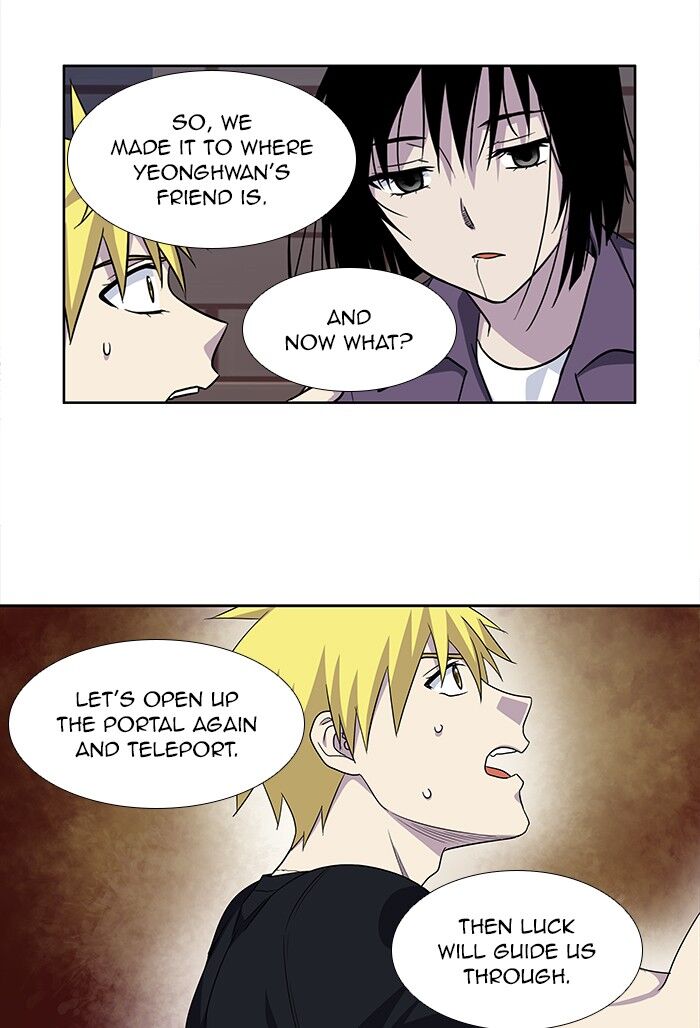 SO, WE
MADE IT TO WHERE
YEONGHWAN'S
FRIEND IS.
AND
NOW WHAT?
LET'S OPEN UP
THE PORTAL AGAIN
AND TELEPORT.
THEN LUCK
WILL GUIDE US
THROUGH.